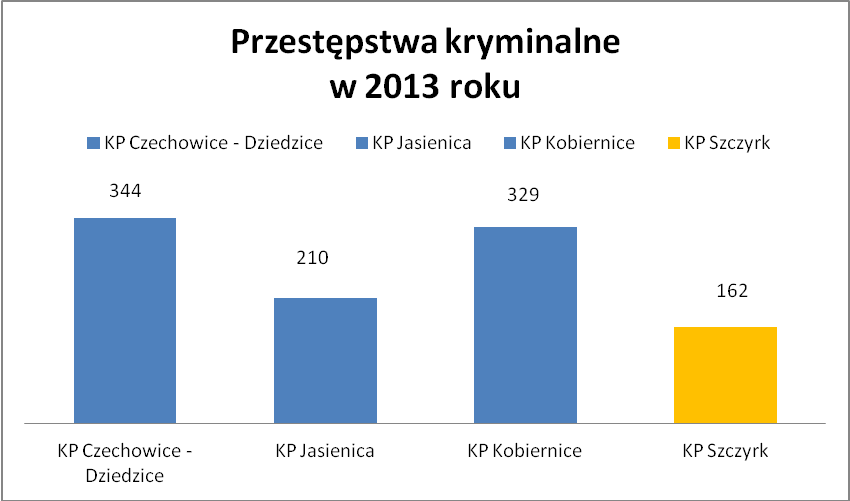 Przestępstwa kryminalne
w 2013 roku
KP Czechowice - Dziedzice KP Jasienica KP Kobiernice KP Szczyrk
344
210
329
162
KP Czechowice -
Dziedzice
KP Jasienica
KP Kobiernice
KP Szczyrk